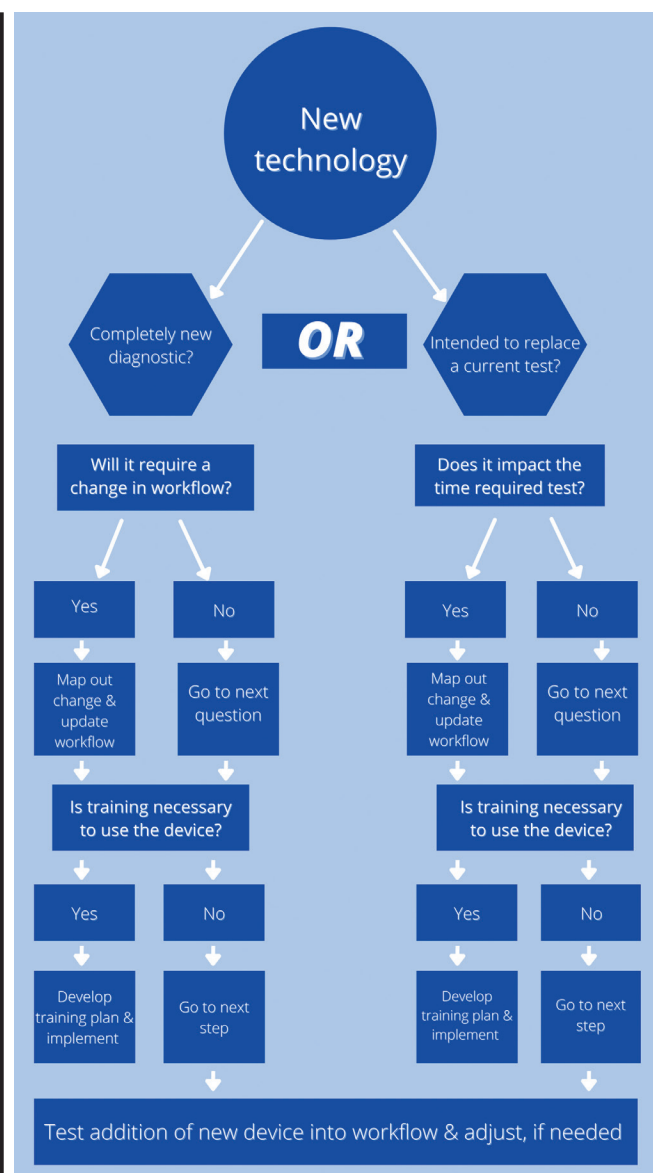 New
technology
Completely new
diagnostic?
OR
Intended to replace
a current test?
Will it require a
change in workflow?
Does it impact the
time required test?
Yes
No
Yes
No
Map out
change &
update
workflow
Go to next
question
Map out
change &
update
workflow
Go to next
question
Is training necessary
to use the device?
Is training necessary
to use the device?
Yes
No
Yes
No
Develop
training plan &
implement
Go to next
step
Develop
training plan &
implement
Go to next
step
Test addition of new device into workflow & adjust, if needed